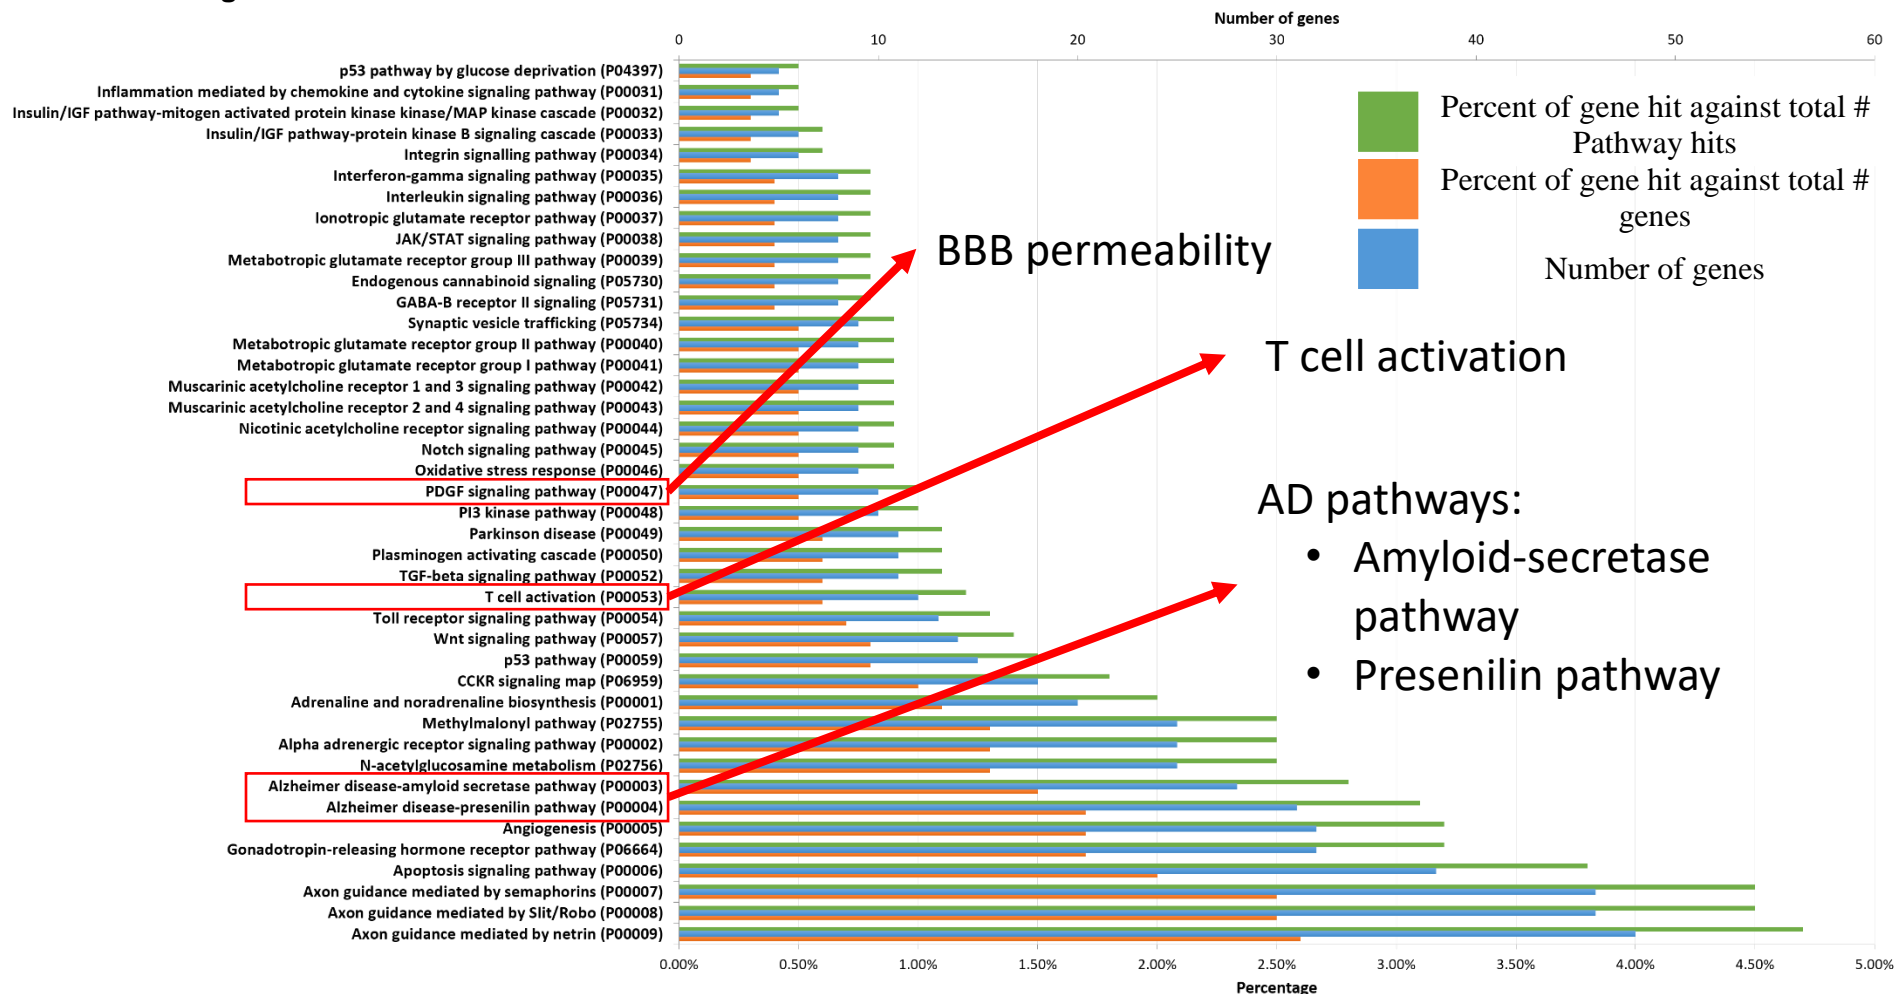 Number of genes
0 10 20 30 40 50 60
p53 pathway by glucose deprivation (P04397)
Inflammation mediated by chemokine and cytokine signaling pathway (P00031)
Insulin/IGF pathway-mitogen activated protein kinase kinase/MAP kinase cascade (P00032)
Insulin/IGF pathway-protein kinase B signaling cascade (P00033)
Integrin signalling pathway (P00034)
Interferon-gamma signaling pathway (P00035)
Interleukin signaling pathway (P00036)
Ionotropic glutamate receptor pathway (P00037)
JAK/STAT signaling pathway (P00038)
Metabotropic glutamate receptor group III pathway (P00039)
Endogenous cannabinoid signaling (P05730)
GABA-B receptor II signaling (P05731)
Synaptic vesicle trafficking (P05734)
Metabotropic glutamate receptor group II pathway (P00040)
Metabotropic glutamate receptor group I pathway (P00041)
Muscarinic acetylcholine receptor 1 and 3 signaling pathway (P00042)
Muscarinic acetylcholine receptor 2 and 4 signaling pathway (P00043)
Nicotinic acetylcholine receptor signaling pathway (P00044)
Notch signaling pathway (P00045)
Oxidative stress response (P00046)
PDGF signaling pathway (P00047)
PI3 kinase pathway (P00048)
Parkinson disease (P00049)
Plasminogen activating cascade (P00050)
TGF-beta signaling pathway (P00052)
T cell activation (P00053)
Toll receptor signaling pathway (P00054)
Wnt signaling pathway (P00057)
p53 pathway (P00059)
CCKR signaling map (P06959)
Adrenaline and noradrenaline biosynthesis (P00001)
Methylmalonyl pathway (P02755)
Alpha adrenergic receptor signaling pathway (P00002)
N-acetylglucosamine metabolism (P02756)
Alzheimer disease-amyloid secretase pathway (P00003)
Alzheimer disease-presenilin pathway (P00004)
Angiogenesis (P00005)
Gonadotropin-releasing hormone receptor pathway (P06664)
Apoptosis signaling pathway (P00006)
Axon guidance mediated by semaphorins (P00007)
Axon guidance mediated by Slit/Robo (P00008)
Axon guidance mediated by netrin (P00009)
0.00% 0.50% 1.00% 1.50% 2.00% 2.50% 3.00% 3.50% 4.00% 4.50% 5.00%
Percentage
Percent of gene hit against total #
Pathway hits
Percent of gene hit against total #
genes
Number of genes
BBB permeability
T cell activation
AD pathways:
• Amyloid-secretase
pathway
• Presenilin pathway